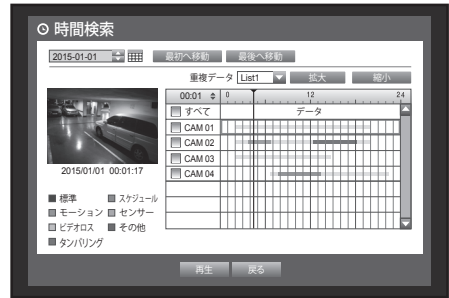 時間検索
2015-01-01 最初へ移動 最後へ移動
重複データ List1 拡大 縮小
00:01 0 12 24
すべて データ
CAM 01
CAM 02
CAM 03
CAM 04
2015/01/01 00:01:17
標準 スケジュール
モーション センサー
ビデオロス その他
タンパリング
再生 戻る